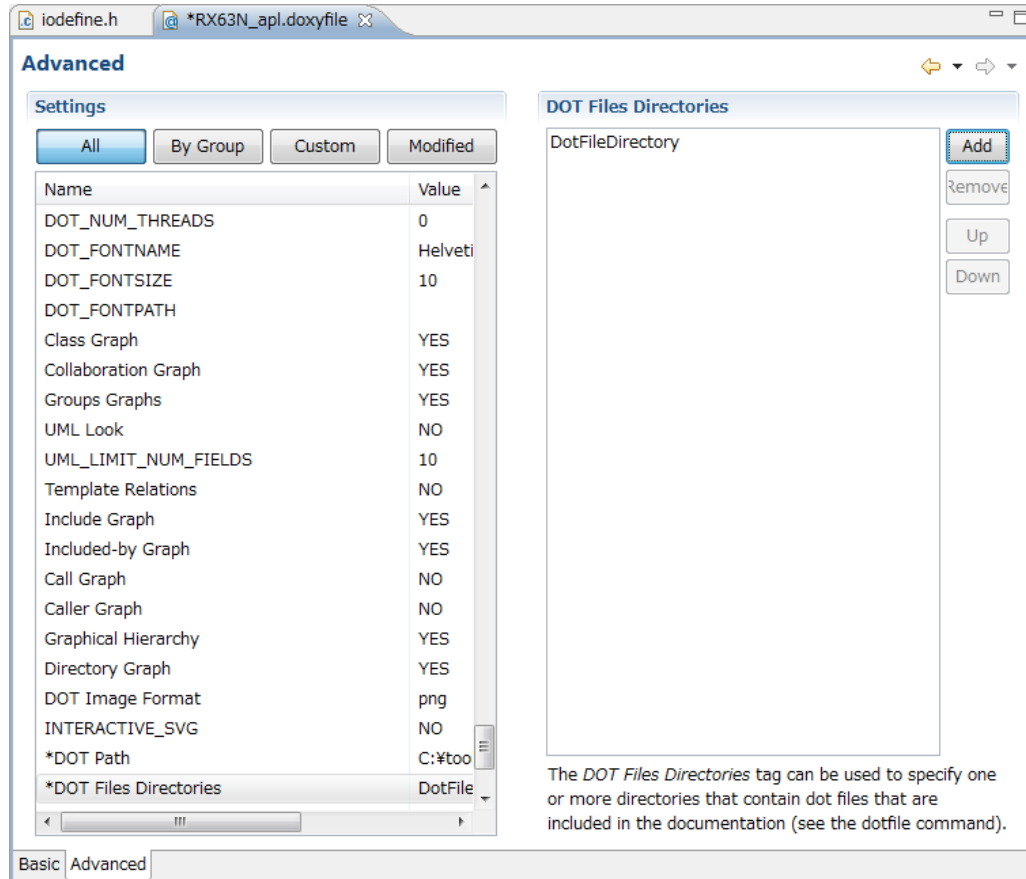 iodefine.h
*RX63N_apl.doxyfile
Advanced
Settings
All By Group Custom Modified
Name Value
DOT_NUM_THREADS 0
DOT_FONTNAME Helveti
DOT_FONTSIZE 10
DOT_FONTPATH
Class Graph YES
Collaboration Graph YES
Groups Graphs YES
UML Look NO
UML_LIMIT_NUM_FIELDS 10
Template Relations NO
Include Graph YES
Included-by Graph YES
Call Graph NO
Caller Graph NO
Graphical Hierarchy YES
Directory Graph YES
DOT Image Format png
INTERACTIVE_SVG NO
*DOT Path C:¥too
*DOT Files Directories DotFile
DOT Files Directories
DotFileDirectory
Add
Remove
Up
Down
The DOT Files Directories tag can be used to specify one
or more directories that contain dot files that are
included in the documentation (see the dotfile command).
Basic Advanced